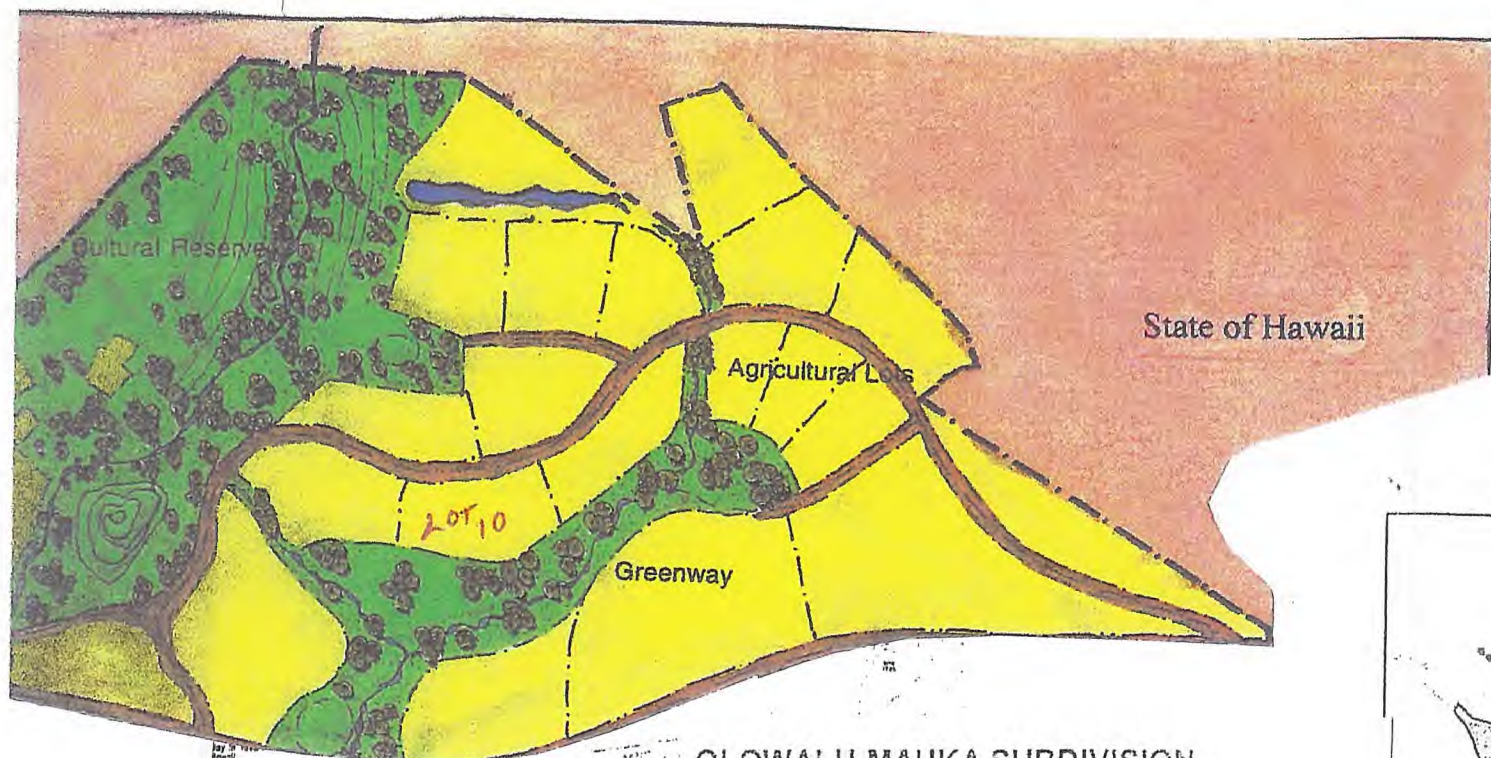 Cultural Reserve
State of Hawaii
Agricultural Lots
LOT 10
Greenway
OLOWALU MAUKA SUBDIVISION